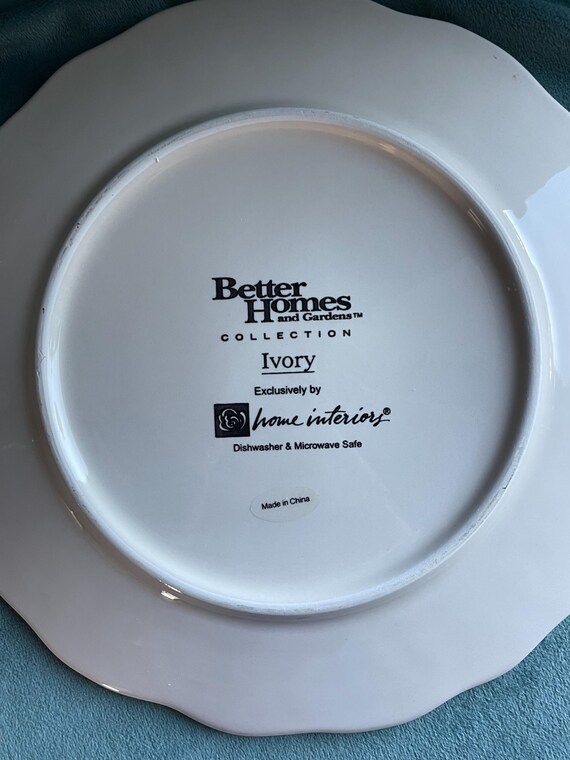 Better
Homes
and Gardens™
COLLECTION
Ivory
Exclusively by
home interiors®
Dishwasher & Microwave Safe
Made in China